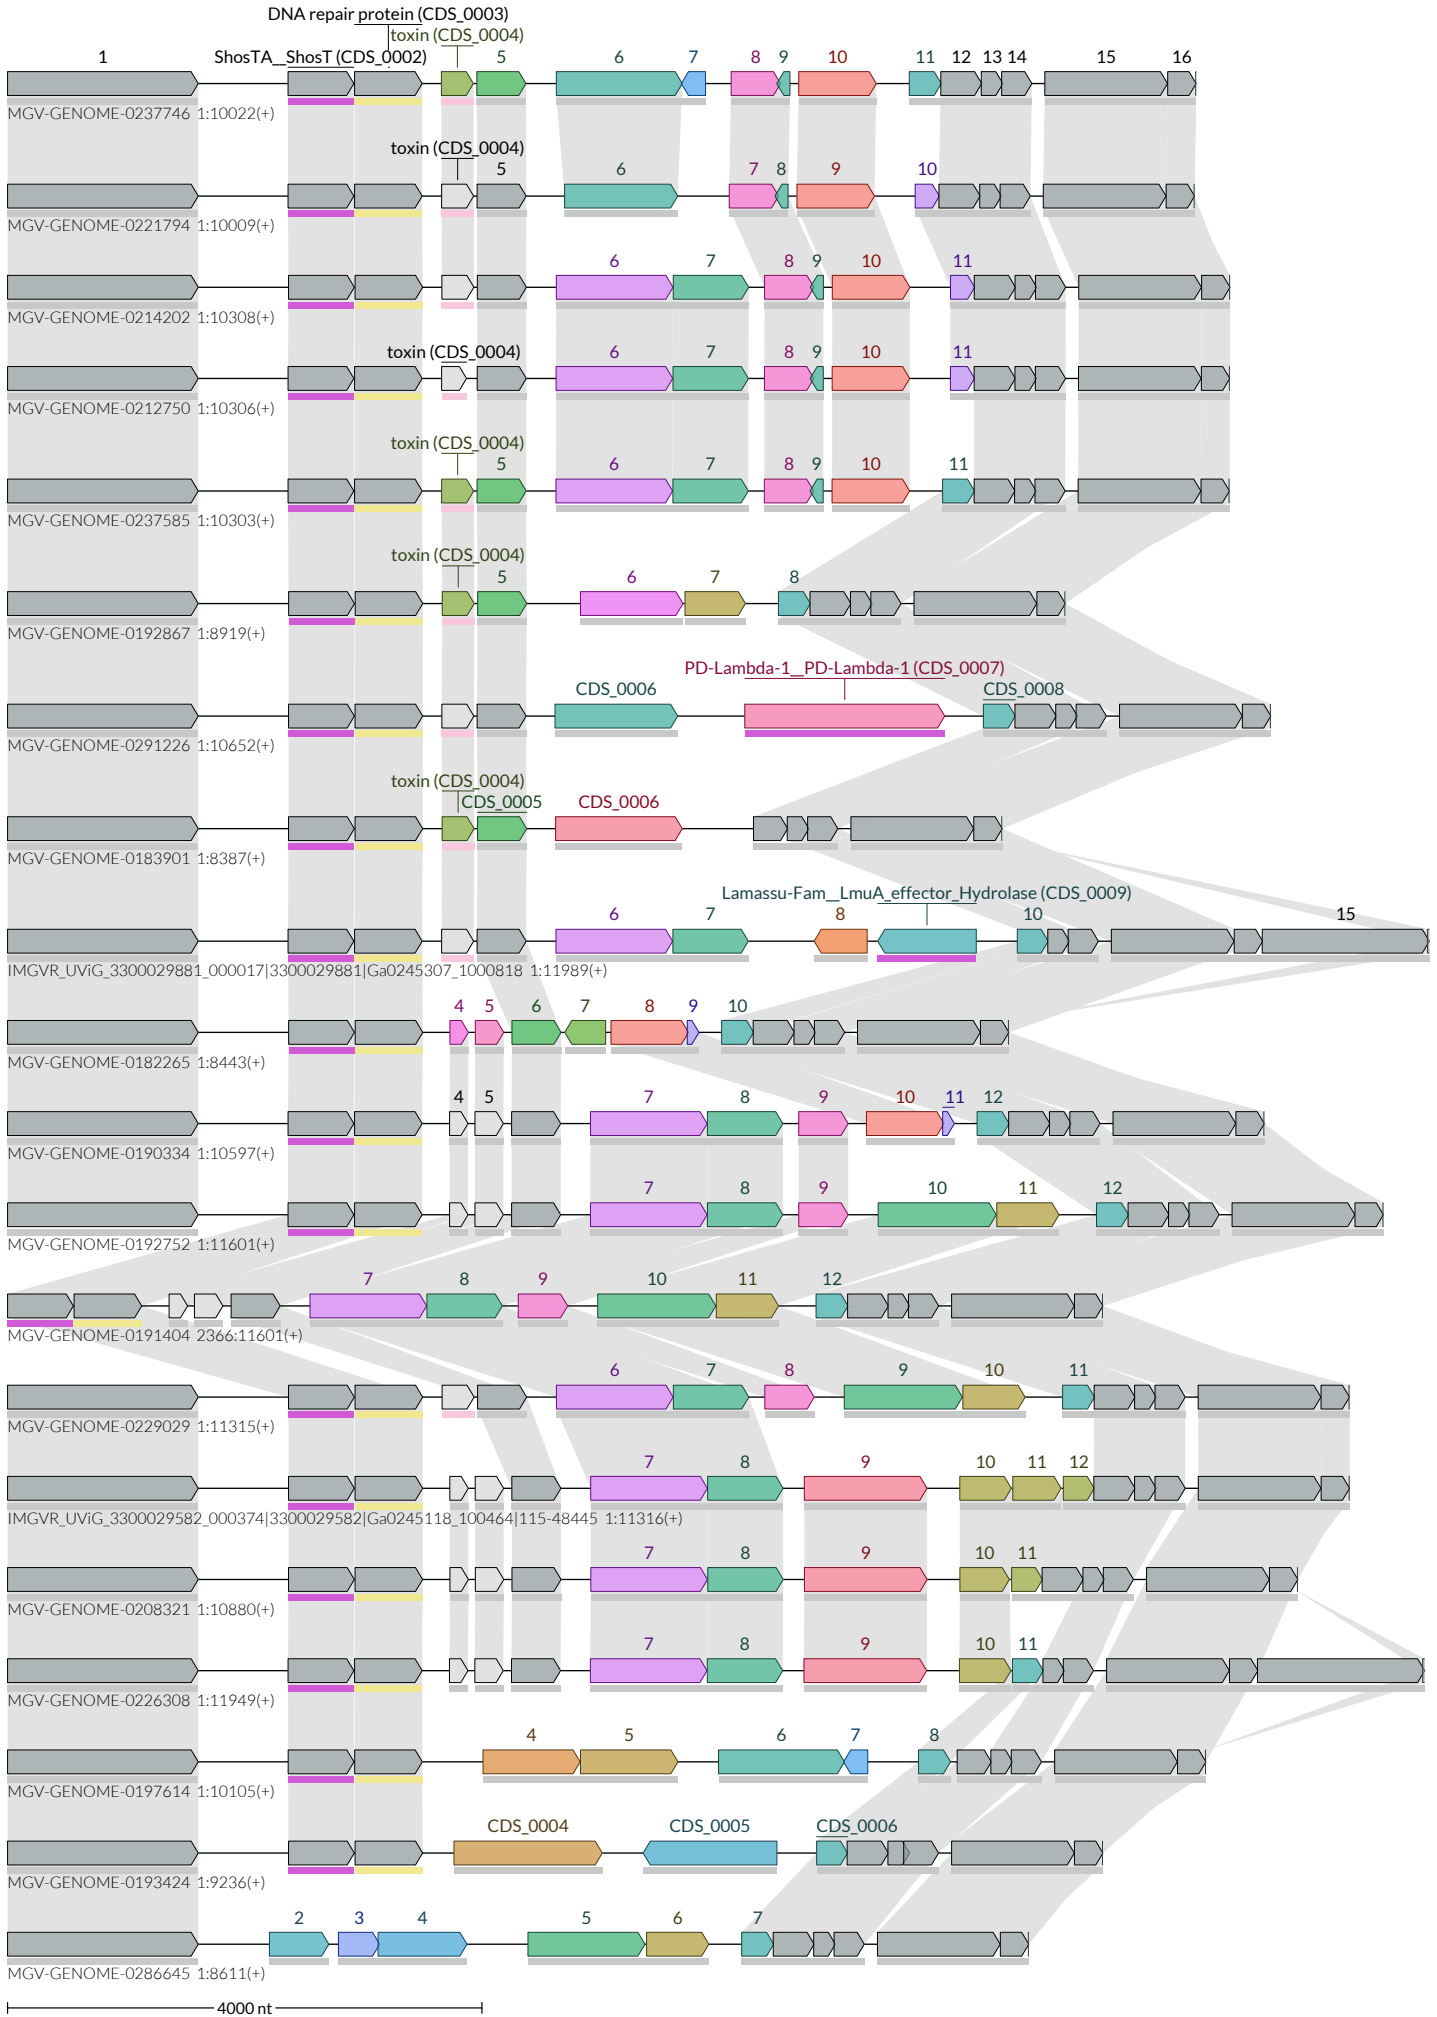 DNA repair protein (CDS_0003)
toxin (CDS_0004)
1 ShosTA__ShosT (CDS_0002) 5 6 7 8 9 10 11 12 13 14 15 16
MGV-GENOME-0237746 1:10022(+)
toxin (CDS_0004)
5 6 7 8 9 10
MGV-GENOME-0221794 1:10009(+)
6 7 8 9 10 11
MGV-GENOME-0214202 1:10308(+)
toxin (CDS_0004) 6 7 8 9 10 11
MGV-GENOME-0212750 1:10306(+)
toxin (CDS_0004)
5 6 7 8 9 10 11
MGV-GENOME-0237585 1:10303(+)
toxin (CDS_0004)
5 6 7 8
MGV-GENOME-0192867 1:8919(+)
PD-Lambda-1__PD-Lambda-1 (CDS_0007)
CDS_0006 CDS_0008
MGV-GENOME-0291226 1:10652(+)
toxin (CDS_0004)
CDS_0005 CDS_0006
MGV-GENOME-0183901 1:8387(+)
Lamassu-Fam__LmuA_effector_Hydrolase (CDS_0009)
6 7 8 10 15
IMGVR_UViG_3300029881_000017|3300029881|Ga0245307_1000818 1:11989(+)
4 5 6 7 8 9 10
MGV-GENOME-0182265 1:8443(+)
4 5 7 8 9 10 11 12
MGV-GENOME-0190334 1:10597(+)
7 8 9 10 11 12
MGV-GENOME-0192752 1:11601(+)
7 8 9 10 11 12
MGV-GENOME-0191404 2366:11601(+)
6 7 8 9 10 11
MGV-GENOME-0229029 1:11315(+)
7 8 9 10 11 12
IMGVR_UViG_3300029582_000374|3300029582|Ga0245118_100464|115-48445 1:11316(+)
7 8 9 10 11
MGV-GENOME-0208321 1:10880(+)
7 8 9 10 11
MGV-GENOME-0226308 1:11949(+)
4 5 6 7 8
MGV-GENOME-0197614 1:10105(+)
CDS_0004 CDS_0005 CDS_0006
MGV-GENOME-0193424 1:9236(+)
2 3 4 5 6 7
MGV-GENOME-0286645 1:8611(+)
4000 nt